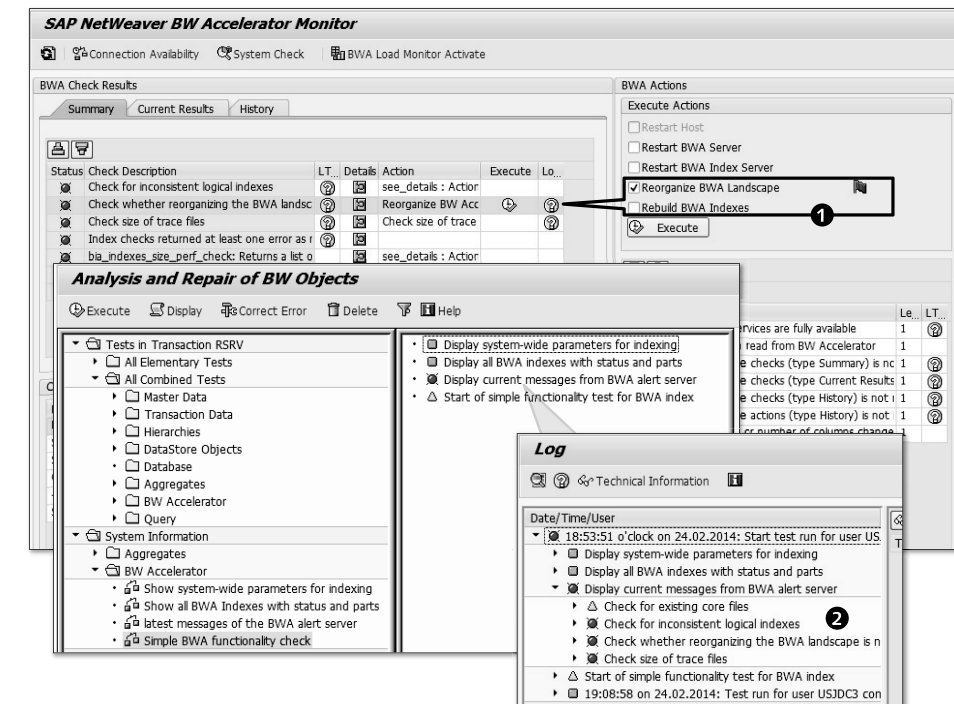 SAP NetWeaver BW Accelerator Monitor
Connection Availability System Check BWA Load Monitor Activate
BWA Check Results
Summary Current Results History
Status Check Description LT... Details Action Execute Lo...
Check for inconsistent logical indexes see_details : Action
Check whether reorganizing the BWA landsc Reorganize BW Acc
Check size of trace files Check size of trace
Index checks returned at least one error as r
bia_indexes_size_perf_check: Returns a list o see_details : Action
BWA Actions
Execute Actions
Restart Host
Restart BWA Server
Restart BWA Index Server
Reorganize BWA Landscape
Rebuild BWA Indexes
1
Execute
Le... LT...
rvices are fully available 1
read from BW Accelerator 1
e checks (type Summary) is nc 1
e checks (type Current Results 1
e checks (type History) is not 1
e actions (type History) is not 1
or number of columns change 1
Analysis and Repair of BW Objects
Execute Display Correct Error Delete Help
Tests in Transaction RSRV
All Elementary Tests
All Combined Tests
Master Data
Transaction Data
Hierarchies
DataStore Objects
Database
Aggregates
BW Accelerator
Query
System Information
Aggregates
BW Accelerator
Show system-wide parameters for indexing
Show all BWA Indexes with status and parts
latest messages of the BWA alert server
Simple BWA functionality check
Display system-wide parameters for indexing
Display all BWA indexes with status and parts
Display current messages from BWA alert server
Start of simple functionality test for BWA index
Log
Technical Information
Date/Time/User
18:53:51 o'clock on 24.02.2014: Start test run for user US.
Display system-wide parameters for indexing
Display all BWA indexes with status and parts
Display current messages from BWA alert server
Check for existing core files
Check for inconsistent logical indexes
2
Check whether reorganizing the BWA landscape is n
Check size of trace files
Start of simple functionality test for BWA index
19:08:58 on 24.02.2014: Test run for user USJDC3 con